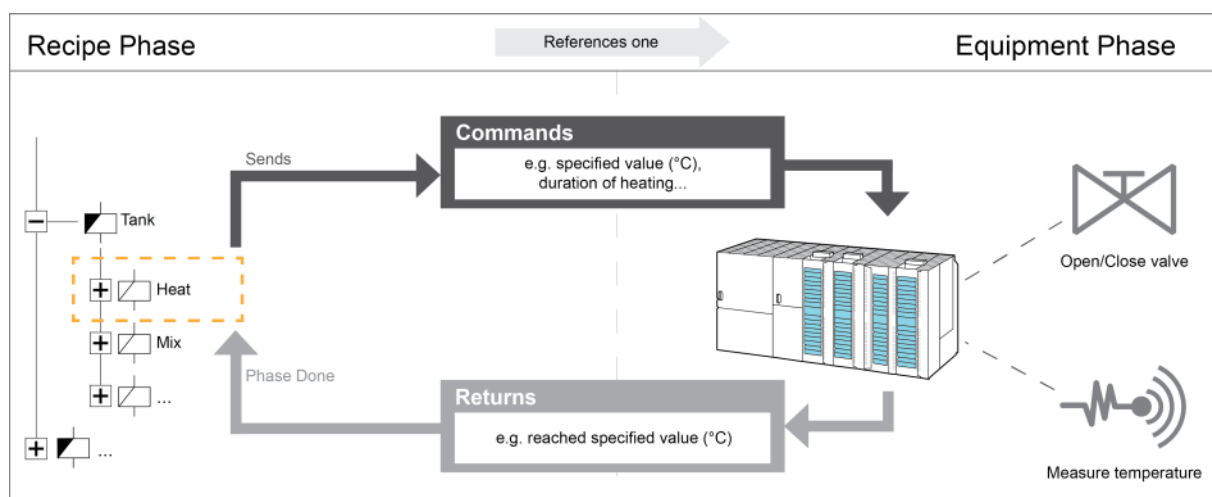 Recipe Phase
References one
Equipment Phase
Commands
e.g. specified value (°C),
duration of heating...
Sends
Tank
Heat
Mix
...
...
Phase Done
Returns
e.g. reached specified value (°C)
Open/Close valve
Measure temperature